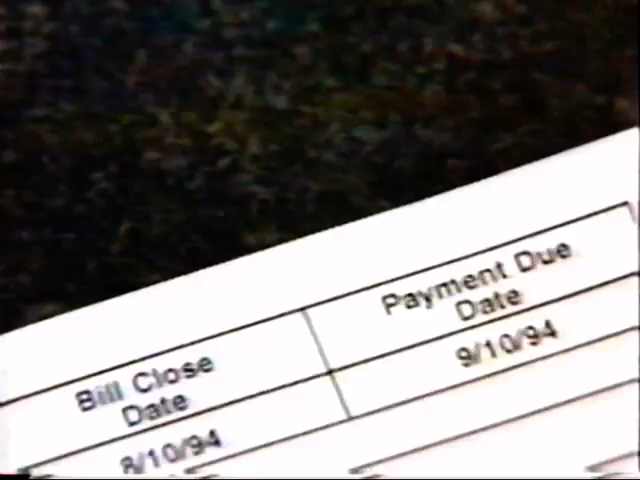 Bill Close
Date
8/10/94
Payment Due
Date
9/10/94